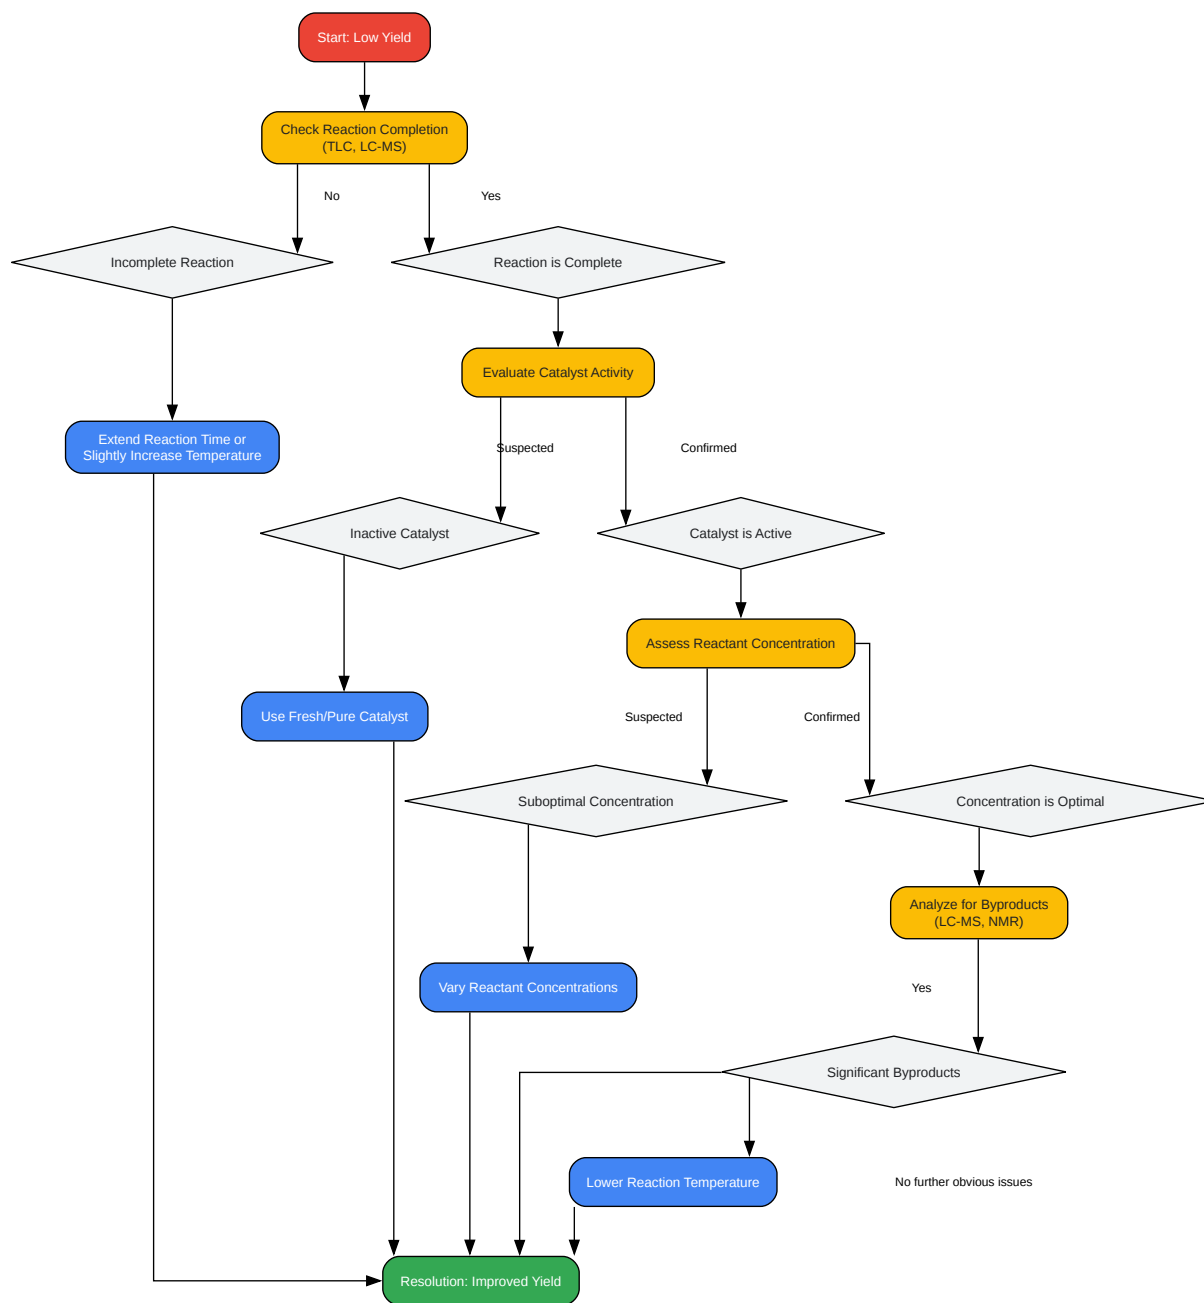 Start: Low Yield
Check Reaction Completion
(TLC, LC-MS)
No
Yes
Incomplete Reaction
Reaction is Complete
Evaluate Catalyst Activity
Extend Reaction Time or
Slightly Increase Temperature
Suspected
Confirmed
Inactive Catalyst
Catalyst is Active
Assess Reactant Concentration
Use Fresh/Pure Catalyst
Suspected
Confirmed
Suboptimal Concentration
Concentration is Optimal
Analyze for Byproducts
(LC-MS, NMR)
Vary Reactant Concentrations
Yes
Significant Byproducts
Lower Reaction Temperature
No further obvious issues
Resolution: Improved Yield